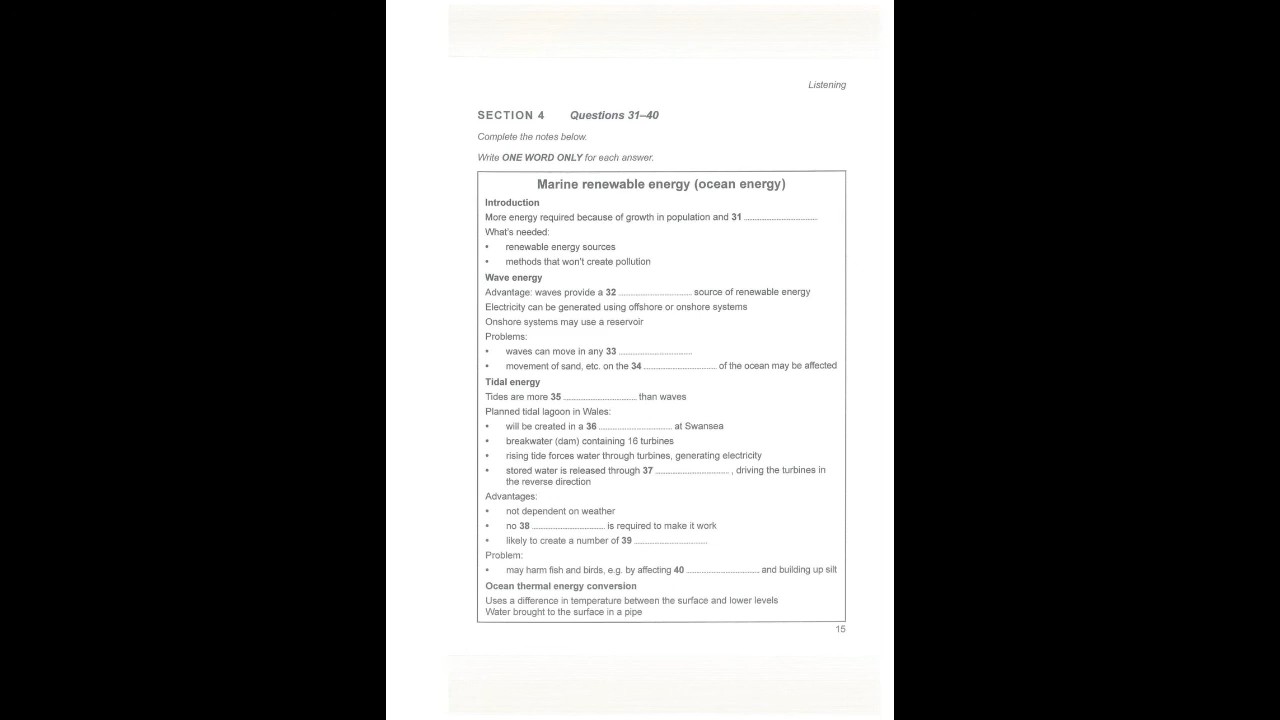 Listening
SECTION 4 Questions 31–40
Complete the notes below.
Write ONE WORD ONLY for each answer.
Marine renewable energy (ocean energy)
Introduction
More energy required because of growth in population and 31 ..............................
What's needed:
• renewable energy sources
• methods that won't create pollution
Wave energy
Advantage: waves provide a 32 .............................. source of renewable energy
Electricity can be generated using offshore or onshore systems
Onshore systems may use a reservoir
Problems:
• waves can move in any 33 ..............................
• movement of sand, etc. on the 34 .............................. of the ocean may be affected
Tidal energy
Tides are more 35 .............................. than waves
Planned tidal lagoon in Wales:
• will be created in a 36 .............................. at Swansea
• breakwater (dam) containing 16 turbines
• rising tide forces water through turbines, generating electricity
• stored water is released through 37 .............................. , driving the turbines in
the reverse direction
Advantages:
• not dependent on weather
• no 38 .............................. is required to make it work
• likely to create a number of 39 ..............................
Problem:
• may harm fish and birds, e.g. by affecting 40 .............................. and building up silt
Ocean thermal energy conversion
Uses a difference in temperature between the surface and lower levels
Water brought to the surface in a pipe
15